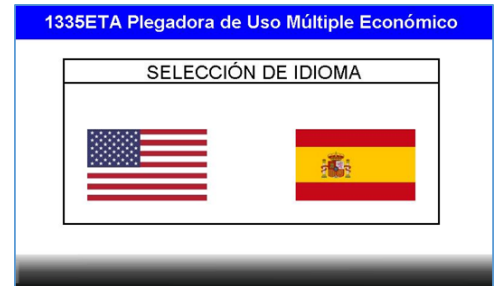 1335ETA Plegadora de Uso Múltiple Económico
SELECCIÓN DE IDIOMA